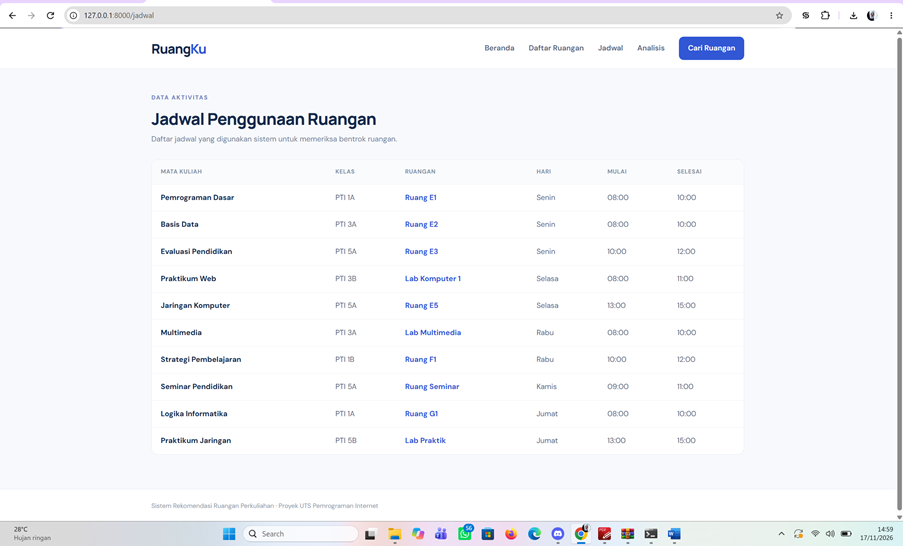 127.0.0.1:8000/jadwal
RuangKu
Beranda Daftar Ruangan Jadwal Analisis Cari Ruangan
DATA AKTIVITAS
Jadwal Penggunaan Ruangan
Daftar jadwal yang digunakan sistem untuk memeriksa bentrok ruangan.
MATA KULIAH KELAS RUANGAN HARI MULAI SELESAI
Pemrograman Dasar PTI 1A Ruang E1 Senin 08:00 10:00
Basis Data PTI 3A Ruang E2 Senin 08:00 10:00
Evaluasi Pendidikan PTI 5A Ruang E3 Senin 10:00 12:00
Praktikum Web PTI 3B Lab Komputer 1 Selasa 08:00 11:00
Jaringan Komputer PTI 5A Ruang E5 Selasa 13:00 15:00
Multimedia PTI 3A Lab Multimedia Rabu 08:00 10:00
Strategi Pembelajaran PTI 1B Ruang F1 Rabu 10:00 12:00
Seminar Pendidikan PTI 5A Ruang Seminar Kamis 09:00 11:00
Logika Informatika PTI 1A Ruang G1 Jumat 08:00 10:00
Praktikum Jaringan PTI 5B Lab Praktik Jumat 13:00 15:00
Sistem Rekomendasi Ruangan Perkuliahan · Proyek UTS Pemrograman Internet
28°C
Hujan ringan
Search
56
14:59
17/11/2026